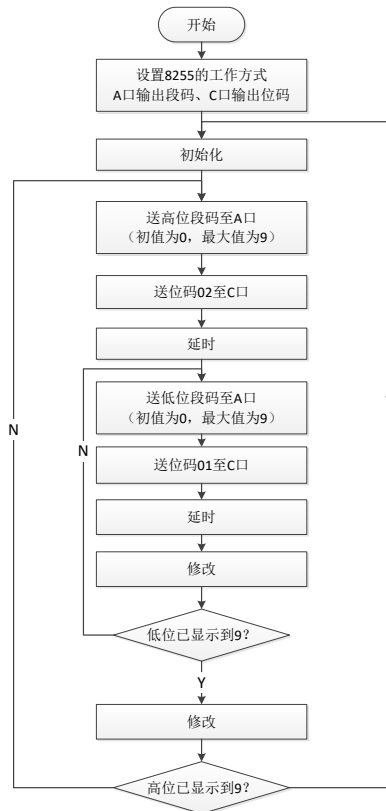 开始
设置8255的工作方式
A口输出段码、C口输出位码
初始化
送高位段码至A口
（初值为0，最大值为9）
送位码02至C口
延时
送低位段码至A口
（初值为0，最大值为9）
N
N
送位码01至C口
延时
修改
低位已显示到9？
Y
修改
高位已显示到9？